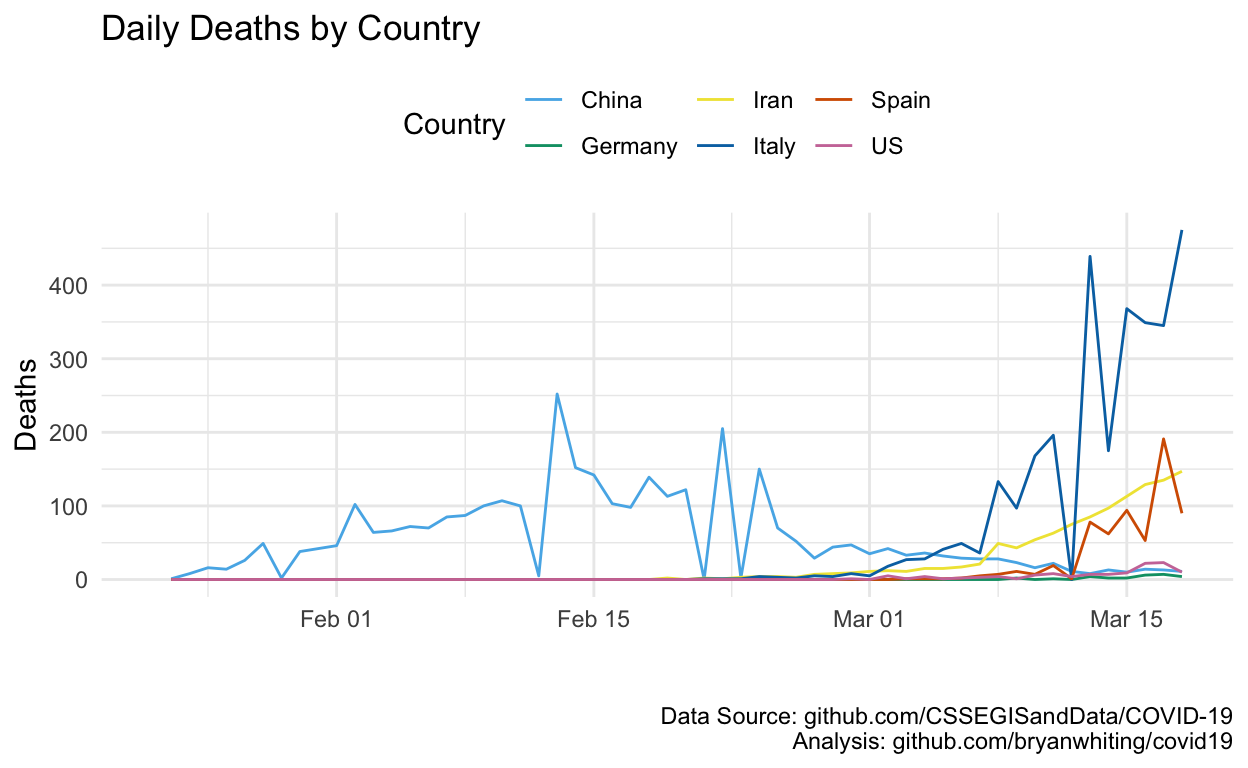 Daily Deaths by Country
Country
China Iran Spain
Germany Italy US
Deaths
400
300
200
100
0
Feb 01 Feb 15 Mar 01 Mar 15
Data Source: github.com/CSSEGISandData/COVID-19
Analysis: github.com/bryanwhiting/covid19